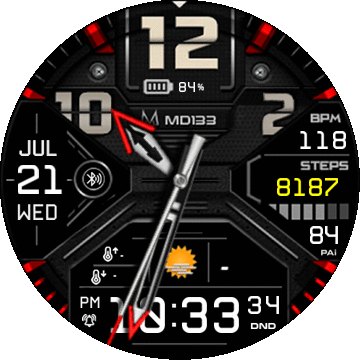 12
84%
10
MD133
2
BPM
118
JUL
21
WED
STEPS
8187
84
PAi
-
-
-
PM
10:33
34
DND